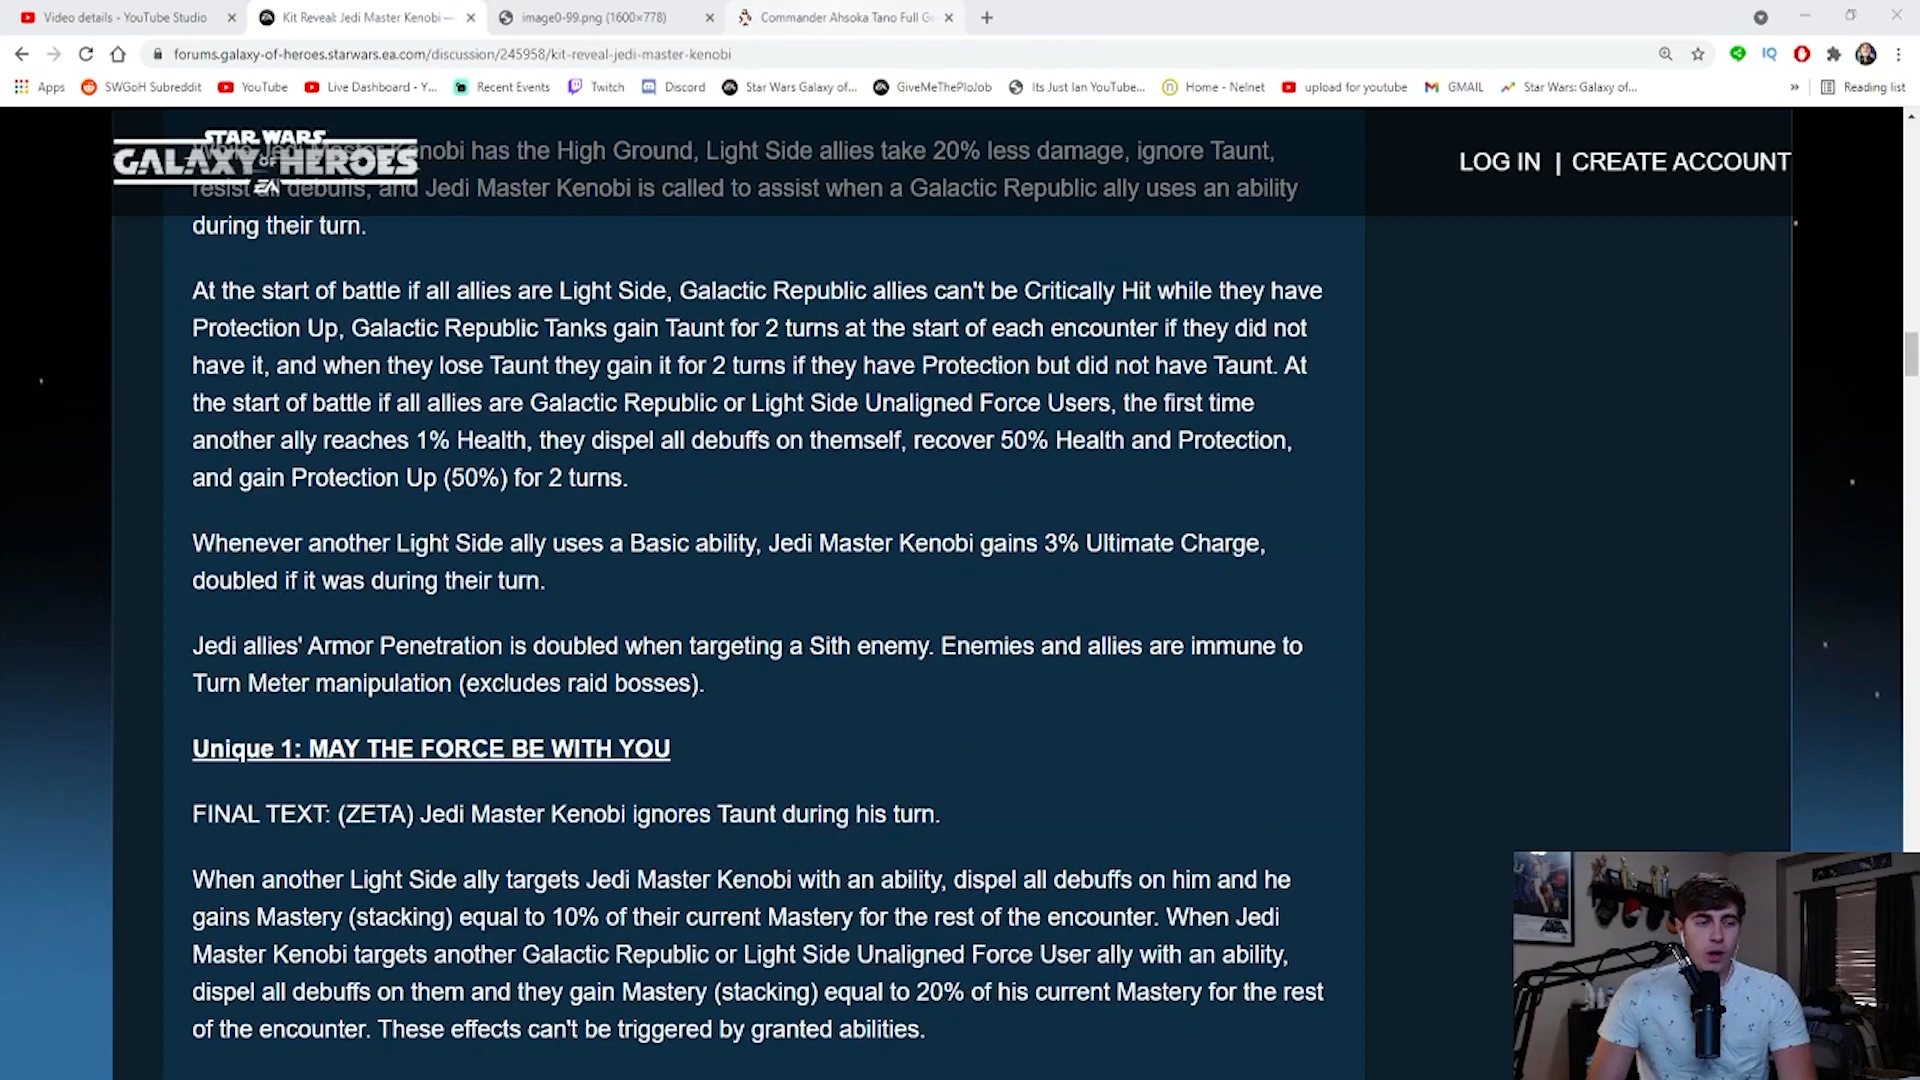 Video details - YouTube Studio
Kit Reveal: Jedi Master Kenobi —
image0-99.png (1600×778)
Commander Ahsoka Tano Full Ge
forums.galaxy-of-heroes.starwars.ea.com/discussion/245958/kit-reveal-jedi-master-kenobi
IQ
Apps
SWGoH Subreddit
YouTube
Live Dashboard - Y...
Recent Events
Twitch
Discord
Star Wars Galaxy of...
GiveMeThePloJob
Its Just Ian YouTube...
Home - Nelnet
upload for youtube
GMAIL
Star Wars: Galaxy of...
»
Reading list
STAR WARS
GALAXY OF HEROES
EA
LOG IN | CREATE ACCOUNT
Kenobi has the High Ground, Light Side allies take 20% less damage, ignore Taunt,
resist all debuffs, and Jedi Master Kenobi is called to assist when a Galactic Republic ally uses an ability
during their turn.
At the start of battle if all allies are Light Side, Galactic Republic allies can't be Critically Hit while they have
Protection Up, Galactic Republic Tanks gain Taunt for 2 turns at the start of each encounter if they did not
have it, and when they lose Taunt they gain it for 2 turns if they have Protection but did not have Taunt. At
the start of battle if all allies are Galactic Republic or Light Side Unaligned Force Users, the first time
another ally reaches 1% Health, they dispel all debuffs on themself, recover 50% Health and Protection,
and gain Protection Up (50%) for 2 turns.
Whenever another Light Side ally uses a Basic ability, Jedi Master Kenobi gains 3% Ultimate Charge,
doubled if it was during their turn.
Jedi allies' Armor Penetration is doubled when targeting a Sith enemy. Enemies and allies are immune to
Turn Meter manipulation (excludes raid bosses).
Unique 1: MAY THE FORCE BE WITH YOU
FINAL TEXT: (ZETA) Jedi Master Kenobi ignores Taunt during his turn.
When another Light Side ally targets Jedi Master Kenobi with an ability, dispel all debuffs on him and he
gains Mastery (stacking) equal to 10% of their current Mastery for the rest of the encounter. When Jedi
Master Kenobi targets another Galactic Republic or Light Side Unaligned Force User ally with an ability,
dispel all debuffs on them and they gain Mastery (stacking) equal to 20% of his current Mastery for the rest
of the encounter. These effects can't be triggered by granted abilities.